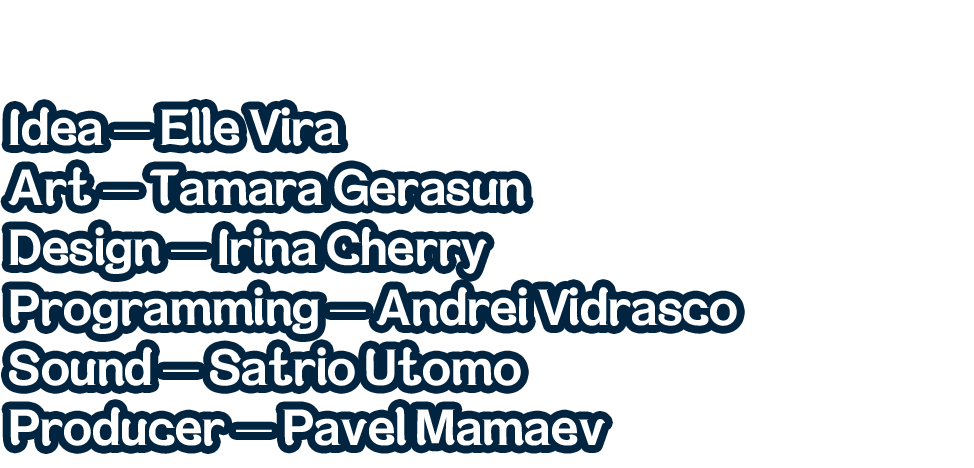 Idea — Elle Vira
Art — Tamara Gerasun
Design — Irina Cherry
Programming — Andrei Vidrasco
Sound — Satrio Utomo
Producer — Pavel Mamaev